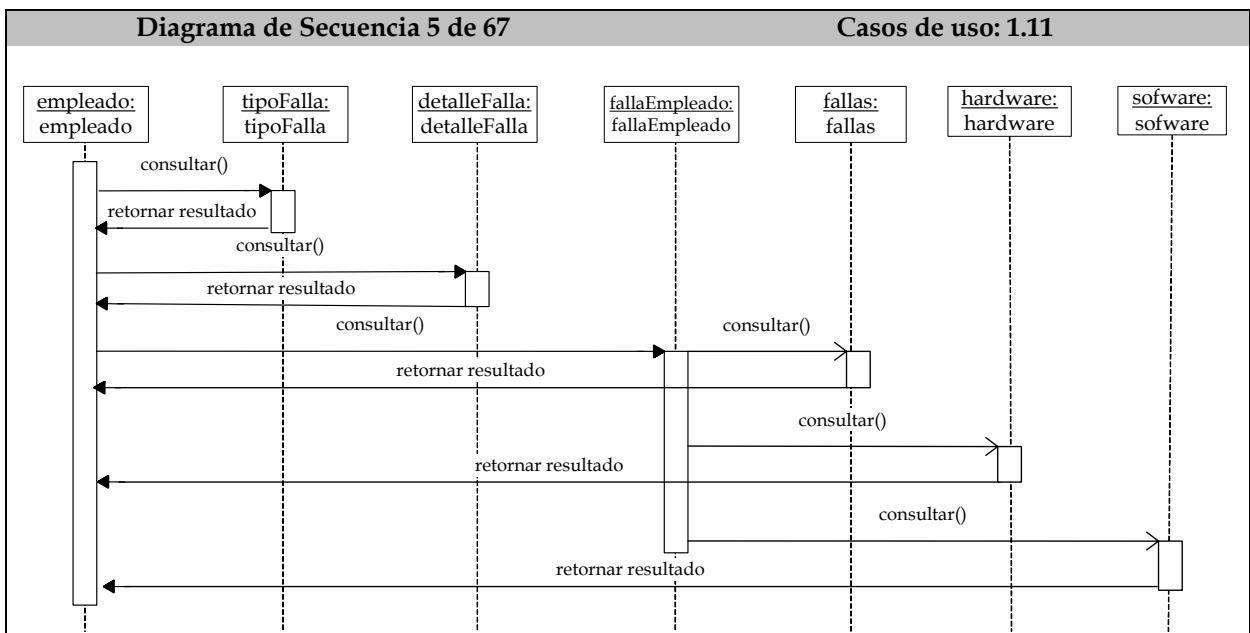 Diagrama de Secuencia 5 de 67
Casos de uso: 1.11
empleado:
empleado
tipoFalla:
tipoFalla
detalleFalla:
detalleFalla
fallaEmpleado:
fallaEmpleado
fallas:
fallas
hardware:
hardware
sofware:
sofware
consultar()
retornar resultado
consultar()
retornar resultado
consultar()
consultar()
retornar resultado
consultar()
retornar resultado
consultar()
retornar resultado